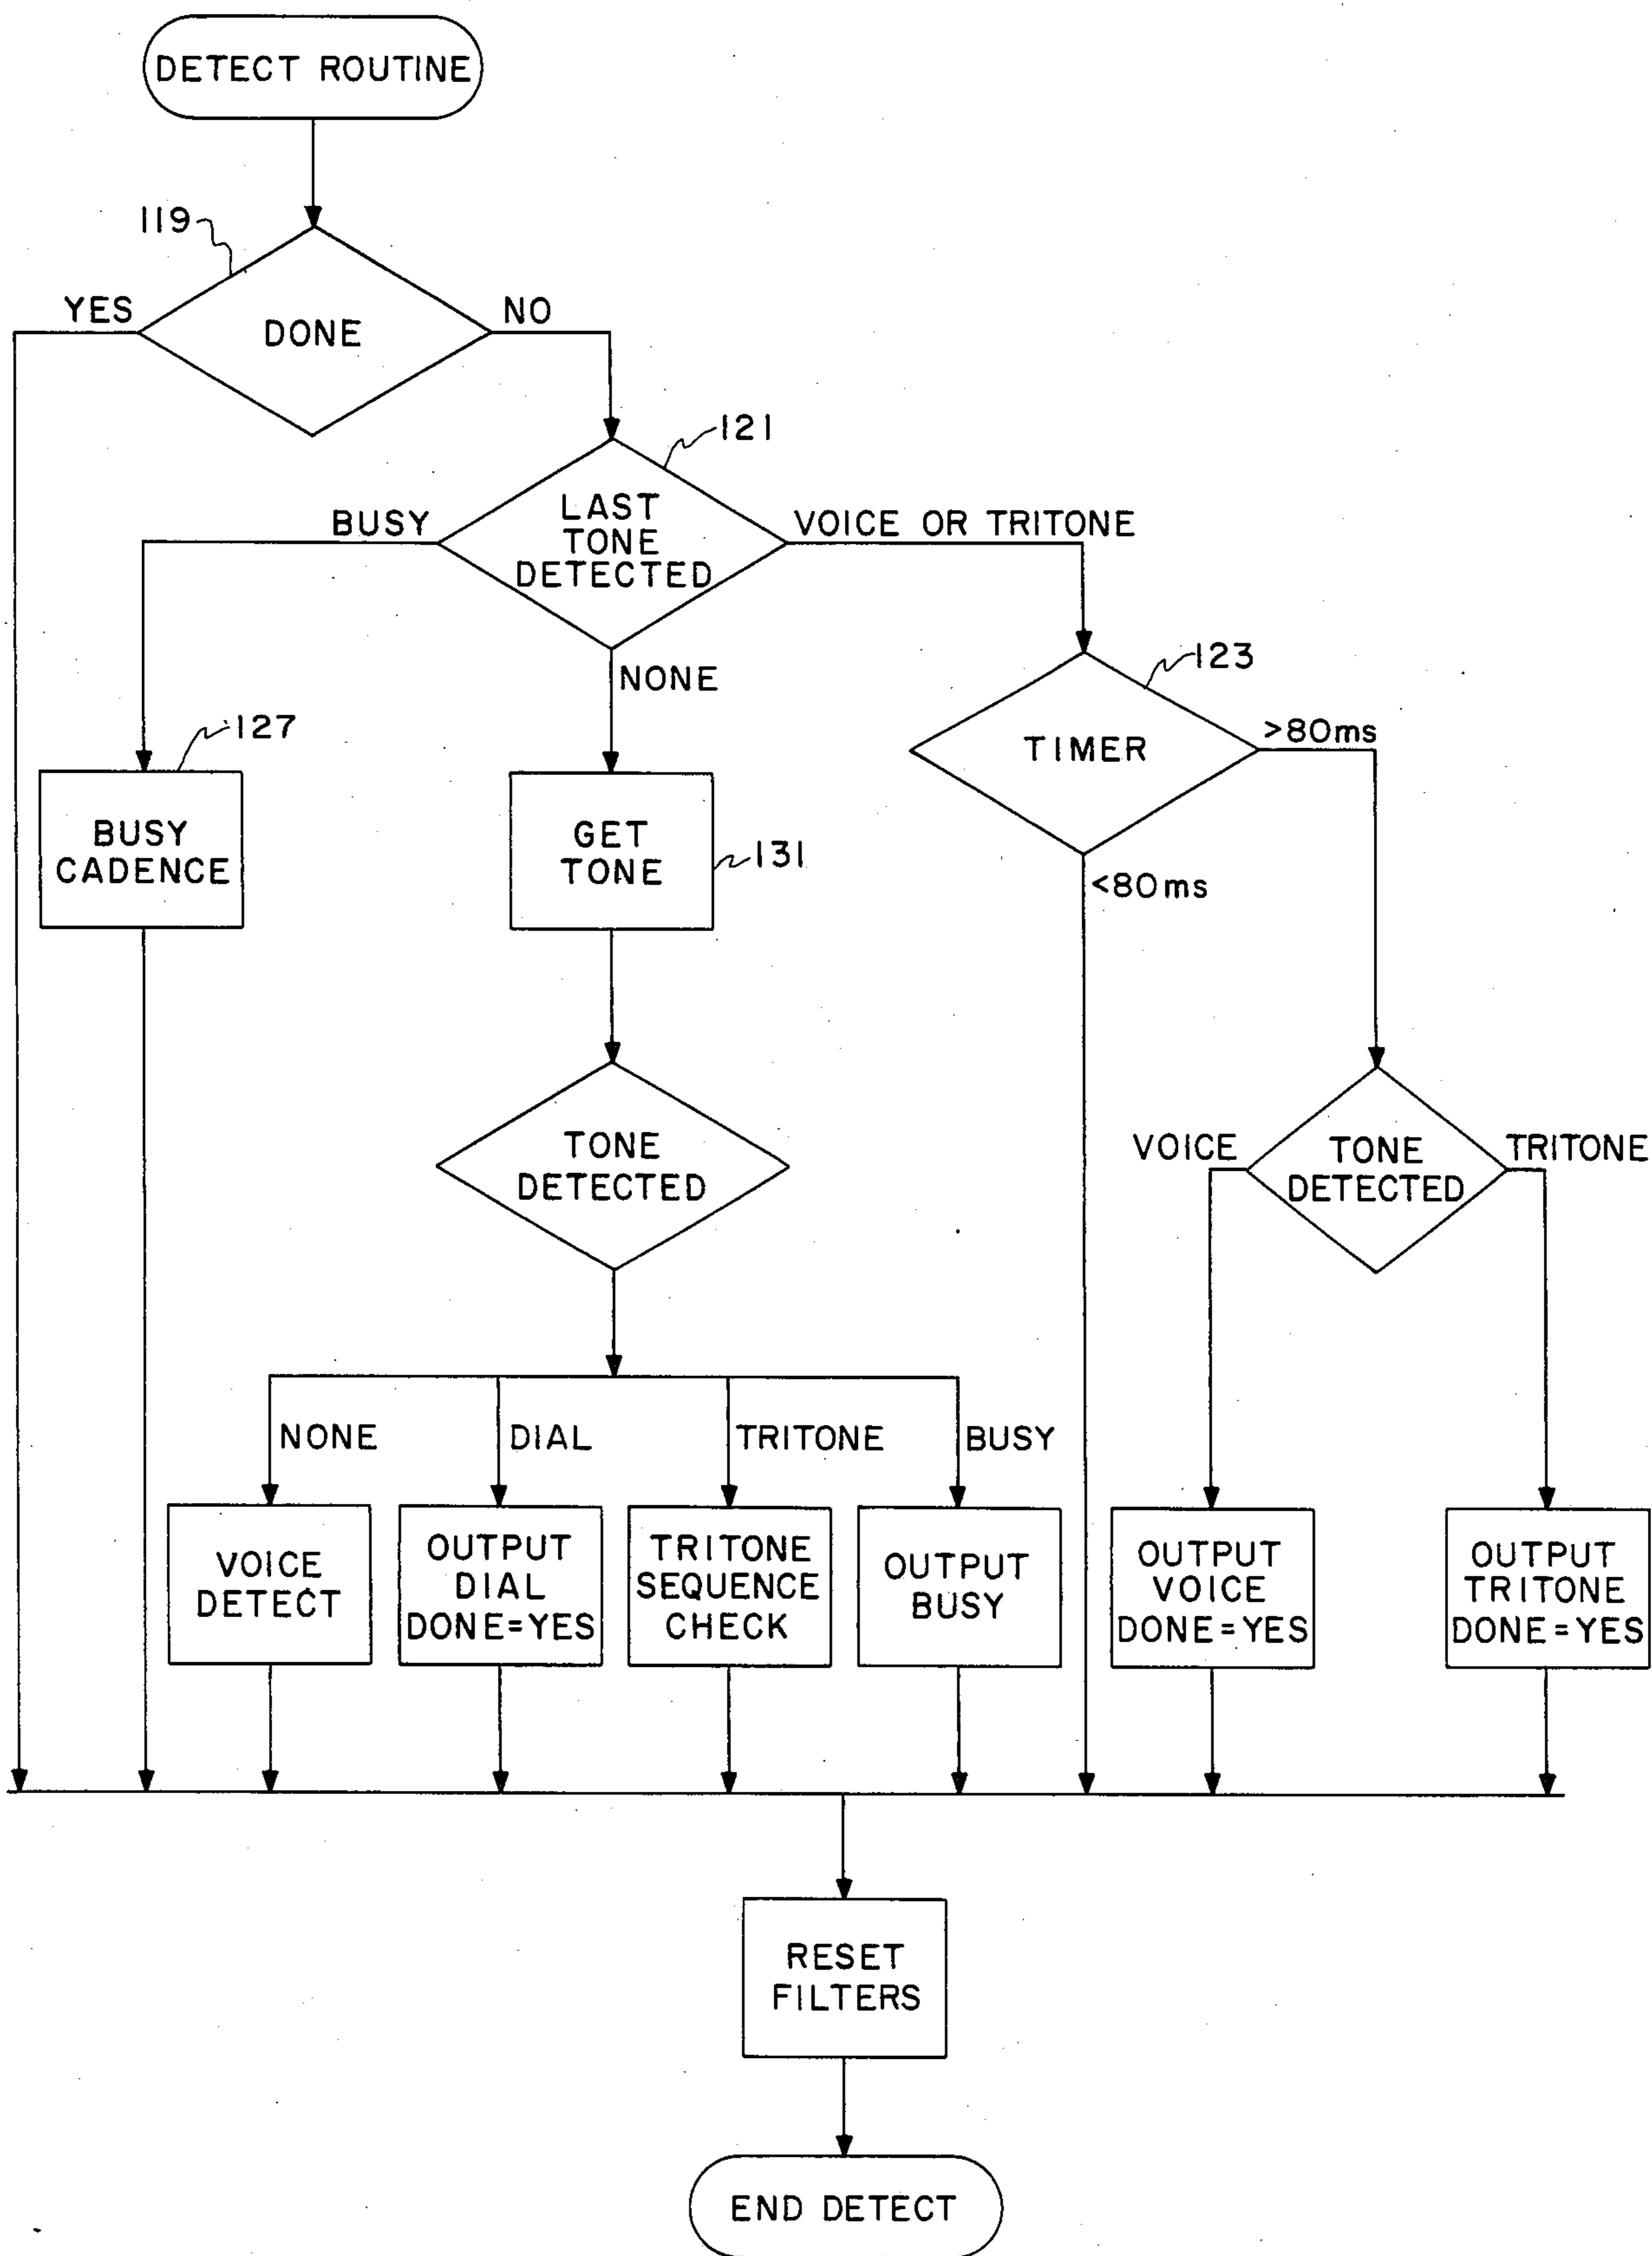 DETECT ROUTINE
119
YES
DONE
NO
121
BUSY
LAST
TONE
DETECTED
VOICE OR TRITONE
NONE
123
127
TIMER
>80ms
BUSY
CADENCE
GET
TONE
131
<80ms
TONE
DETECTED
VOICE
TONE
DETECTED
TRITONE
NONE
DIAL
TRITONE
BUSY
VOICE
DETECT
OUTPUT
DIAL
DONE=YES
TRITONE
SEQUENCE
CHECK
OUTPUT
BUSY
OUTPUT
VOICE
DONE=YES
OUTPUT
TRITONE
DONE=YES
RESET
FILTERS
END DETECT